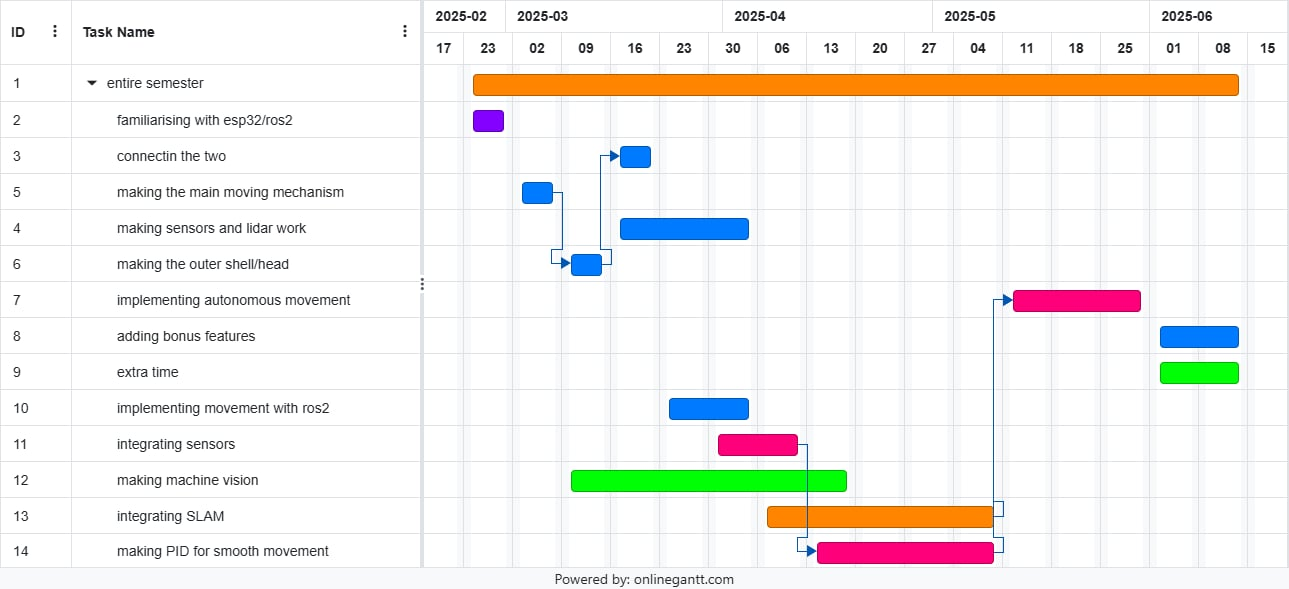 2025-02 2025-03 2025-04 2025-05 2025-06
ID Task Name
17 23 02 09 16 23 30 06 13 20 27 04 11 18 25 01 08 15
1 entire semester
2 familiarising with esp32/ros2
3 connectin the two
5 making the main moving mechanism
4 making sensors and lidar work
6 making the outer shell/head
7 implementing autonomous movement
8 adding bonus features
9 extra time
10 implementing movement with ros2
11 integrating sensors
12 making machine vision
13 integrating SLAM
14 making PID for smooth movement
Powered by: onlinegantt.com